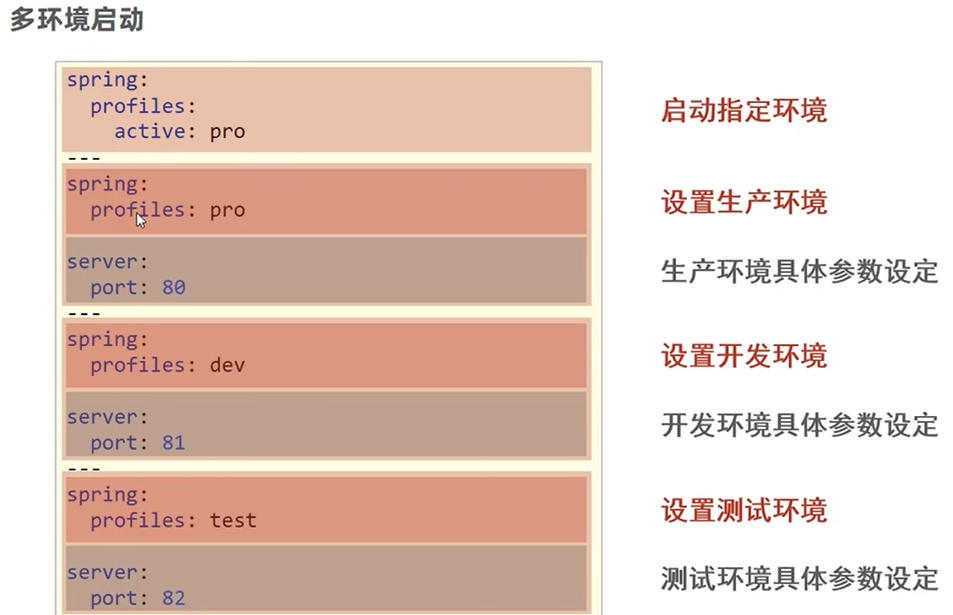 多环境启动
spring:
  profiles:
    active: pro
启动指定环境
---
spring:
  profiles: pro
设置生产环境
server:
  port: 80
生产环境具体参数设定
---
spring:
  profiles: dev
设置开发环境
server:
  port: 81
开发环境具体参数设定
---
spring:
  profiles: test
设置测试环境
server:
  port: 82
测试环境具体参数设定